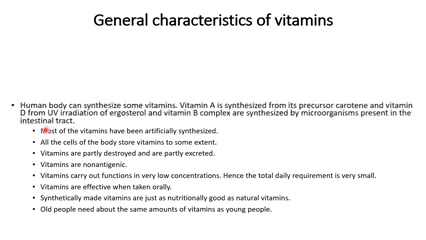 General characteristics of vitamins
• Human body can synthesize some vitamins. Vitamin A is synthesized from its precursor carotene and vitamin
D from UV irradiation of ergosterol and vitamin B complex are synthesized by microorganisms present in the
intestinal tract.
• Most of the vitamins have been artificially synthesized.
• All the cells of the body store vitamins to some extent.
• Vitamins are partly destroyed and are partly excreted.
• Vitamins are nonantigenic.
• Vitamins carry out functions in very low concentrations. Hence the total daily requirement is very small.
• Vitamins are effective when taken orally.
• Synthetically made vitamins are just as nutritionally good as natural vitamins.
• Old people need about the same amounts of vitamins as young people.